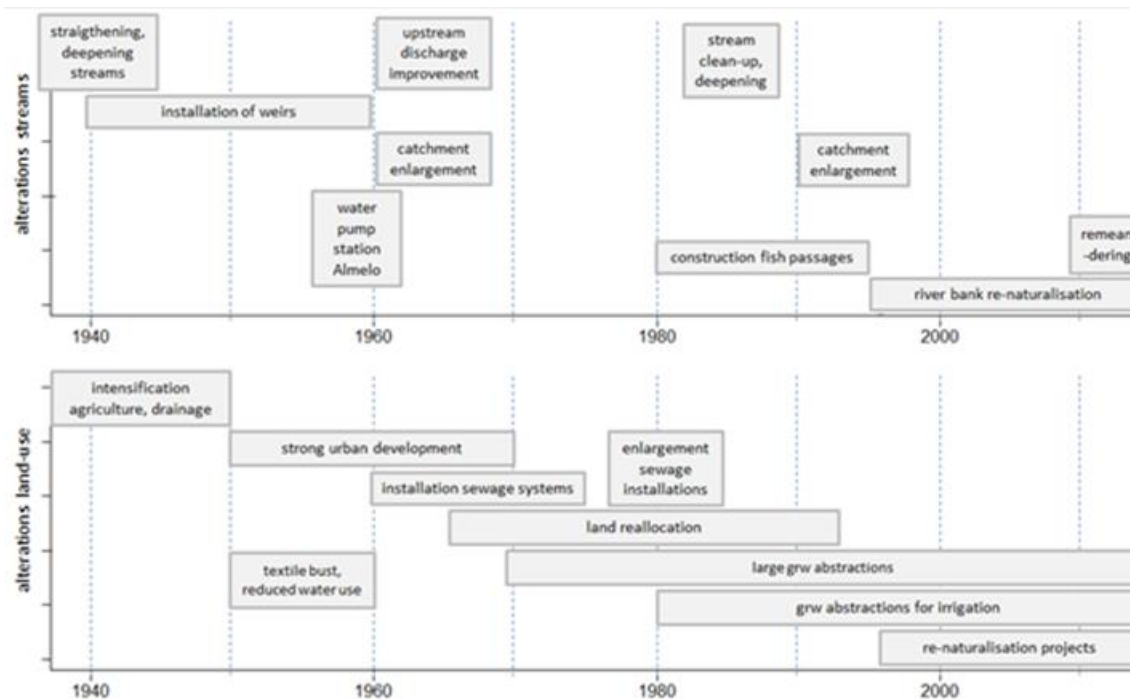 alterations streams
straigthening,
deepening
streams
upstream
discharge
improvement
stream
clean-up,
deepening
installation of weirs
catchment
enlargement
catchment
enlargement
water
pump
station
Almelo
construction fish passages
remean
-dering
river bank re-naturalisation
1940
1960
1980
2000
alterations land-use
intensification
agriculture, drainage
strong urban development
enlargement
sewage
installations
installation sewage systems
land reallocation
textile bust,
reduced water use
large grw abstractions
grw abstractions for irrigation
re-naturalisation projects
1940
1960
1980
2000